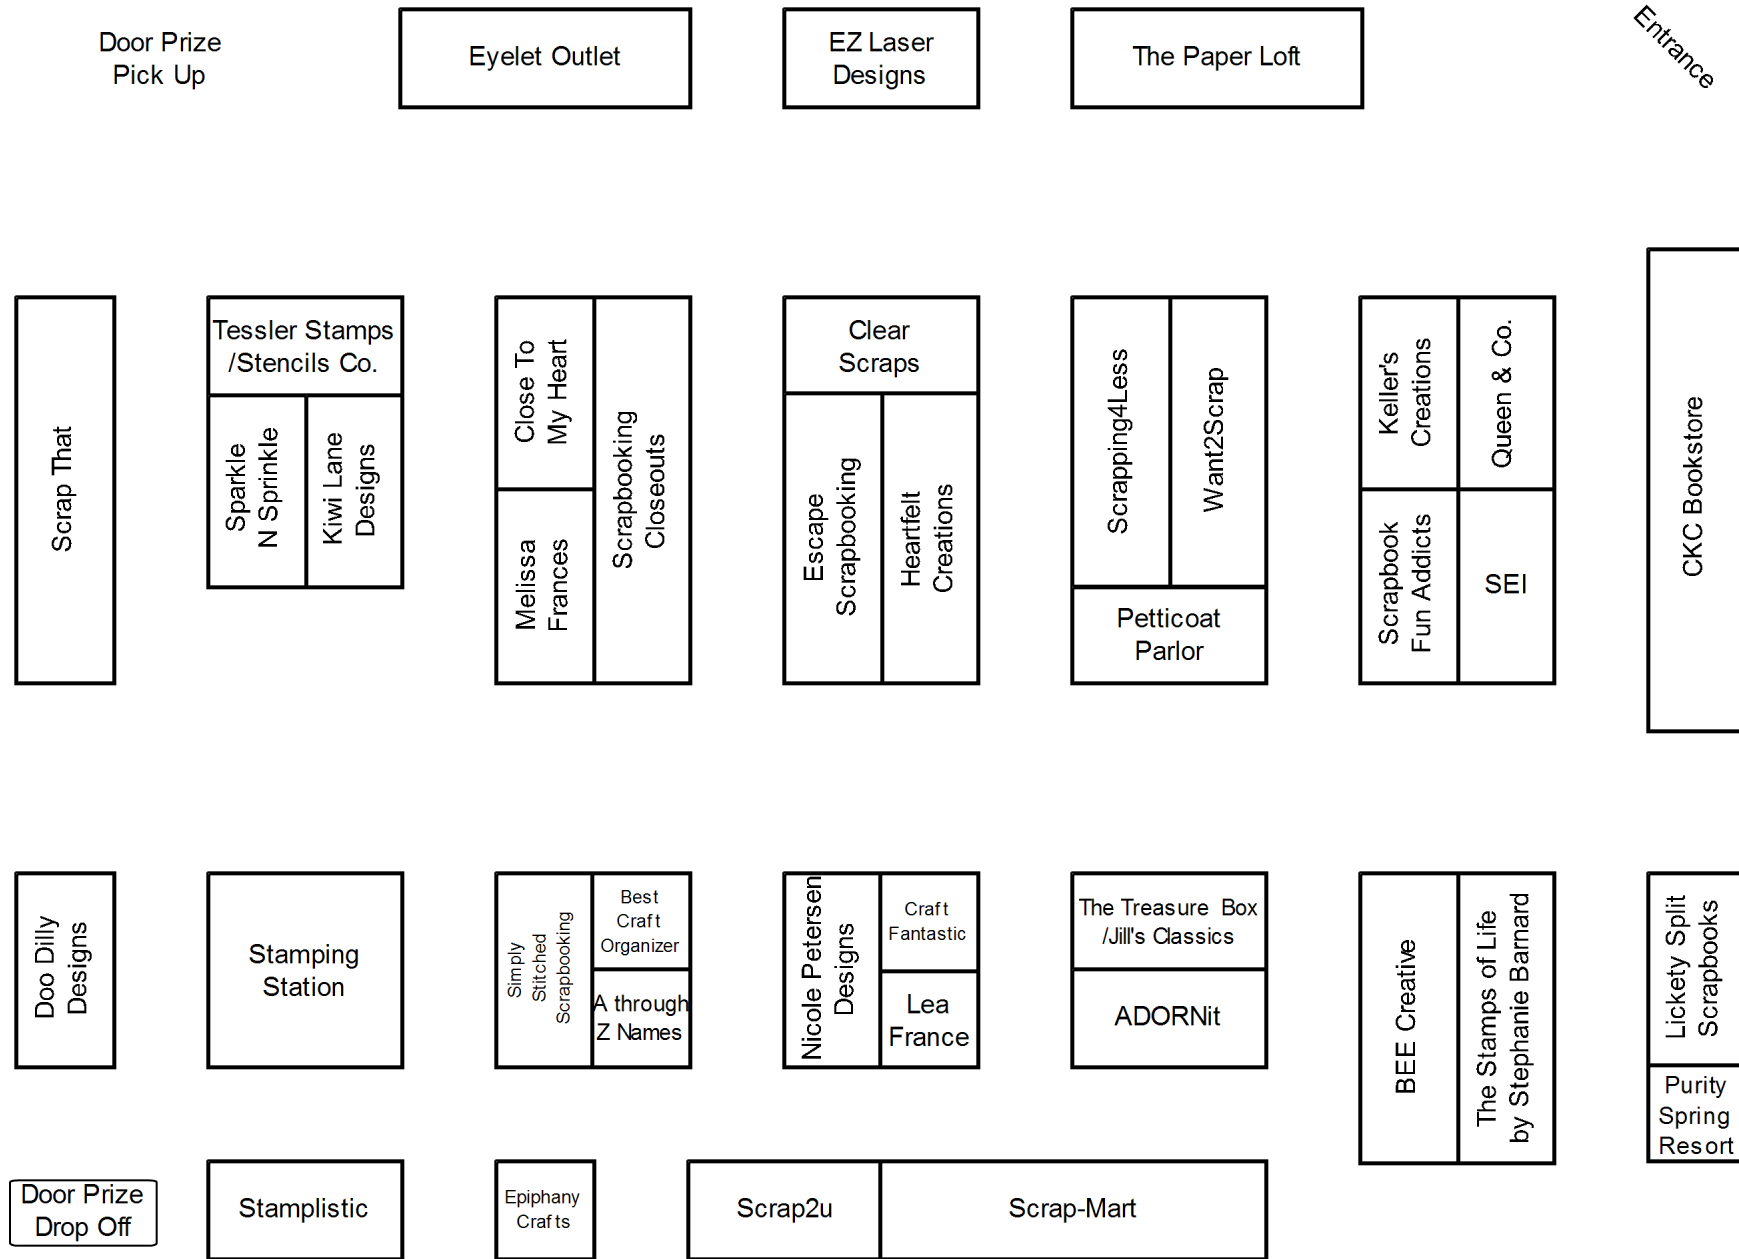 Door Prize
Pick Up
Eyelet Outlet
EZ Laser
Designs
The Paper Loft
Entrance
Scrap That
Tessler Stamps
/Stencils Co.
Sparkle
N Sprinkle
Kiwi Lane
Designs
Close To
My Heart
Melissa
Frances
Scrapbooking
Closeouts
Clear
Scraps
Escape
Scrapbooking
Heartfelt
Creations
Scrapping4Less
Want2Scrap
Petticoat
Parlor
Keller's
Creations
Queen & Co.
Scrapbook
Fun Addicts
SEI
CKC Bookstore
Doo Dilly
Designs
Stamping
Station
Simply
Stitched
Scrapbooking
Best
Craft
Organizer
A through
Z Names
Nicole Petersen
Designs
Craft
Fantastic
Lea
France
The Treasure Box
/Jill's Classics
ADORNit
BEE Creative
The Stamps of Life
by Stephanie Barnard
Lickety Split
Scrapbooks
Purity
Spring
Resort
Door Prize
Drop Off
Stamplistic
Epiphany
Crafts
Scrap2u
Scrap-Mart